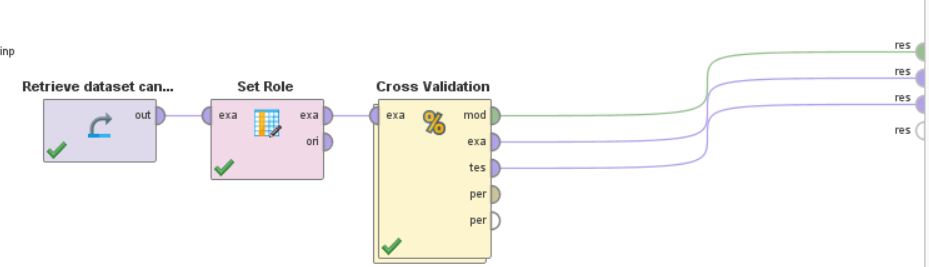 inp
Retrieve dataset can...
out
Set Role
exa
exa
ori
Cross Validation
exa
%
mod
exa
tes
per
per
res
res
res
res